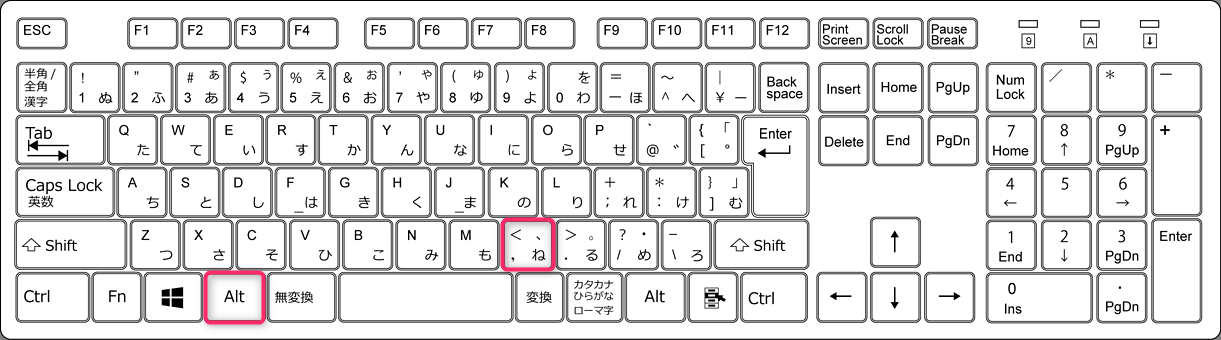 ESC F1 F2 F3 F4 F5 F6 F7 F8 F9 F10 F11 F12 Print Screen Scroll Lock Pause Break 9 A ↓
半角/全角 漢字 ! 1 ぬ " 2 ふ # ぁ 3 あ $ ぅ 4 う % ぇ 5 え & ぉ 6 お ' ゃ 7 や ( ゅ 8 ゆ ) ょ 9 よ を 0 わ = ー ほ ～ ^ へ | ¥ ー Back space Insert Home PgUp Num Lock ／ * ー
Tab Q た W て E い R す T か Y ん U な I に O ら P せ ` @ ゛ { 「 [ ° Enter Delete End PgDn 7 Home 8 ↑ 9 PgUp +
Caps Lock 英数 A ち S と D し F _は G き H く J _ま K の L り + ; れ * : け } 」 ] む 4 ← 5 6 →
Shift Z つ X さ C そ V ひ B こ N み M も < 、 , ね > 。 . る ? ・ / め _ \ ろ Shift ↑ 1 End 2 ↓ 3 PgDn Enter
Ctrl Fn Alt 無変換 変換 カタカナ ひらがな ローマ字 Alt Ctrl ← ↓ → 0 Ins . PgDn